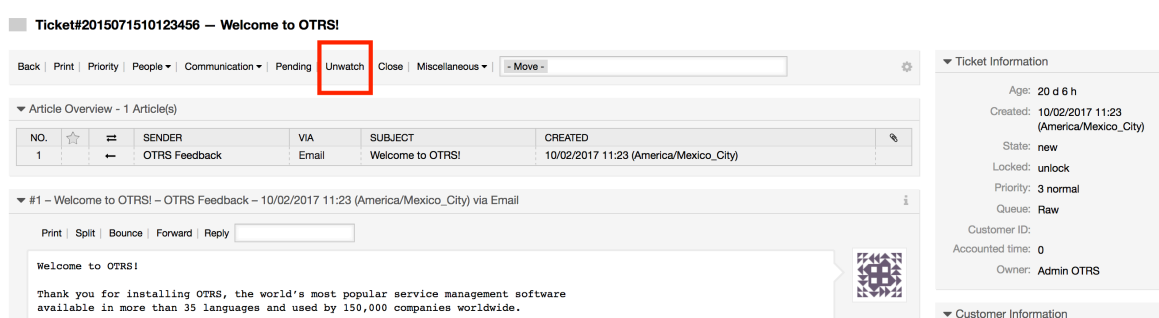 Ticket#2015071510123456 — Welcome to OTRS!
Back | Print | Priority | People | Communication | Pending | Unwatch | Close | Miscellaneous | - Move -
Article Overview - 1 Article(s)
NO. SENDER VIA SUBJECT CREATED
1 OTRS Feedback Email Welcome to OTRS! 10/02/2017 11:23 (America/Mexico_City)
#1 – Welcome to OTRS! – OTRS Feedback – 10/02/2017 11:23 (America/Mexico_City) via Email
Print | Split | Bounce | Forward | Reply
Welcome to OTRS!
Thank you for installing OTRS, the world's most popular service management software
available in more than 35 languages and used by 150,000 companies worldwide.
Ticket Information
Age: 20 d 6 h
Created: 10/02/2017 11:23
(America/Mexico_City)
State: new
Locked: unlock
Priority: 3 normal
Queue: Raw
Customer ID:
Accounted time: 0
Owner: Admin OTRS
Customer Information